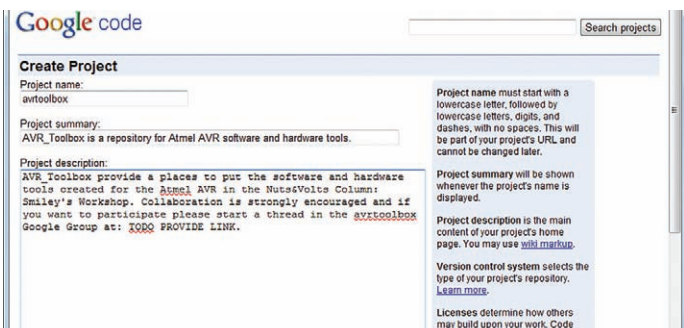 Google code
Search projects
Create Project
Project name:
avrtoolbox
Project summary:
AVR_Toolbox is a repository for Atmel AVR software and hardware tools.
Project description:
AVR_Toolbox provide a places to put the software and hardware
tools created for the Atmel AVR in the Nuts&Volts Column:
Smiley's Workshop. Collaboration is strongly encouraged and if
you want to participate please start a thread in the avrtoolbox
Google Group at: TODO PROVIDE LINK.
Project name must start with a
lowercase letter, followed by
lowercase letters, digits, and
dashes, with no spaces. This will
be part of your project's URL and
cannot be changed later.
Project summary will be shown
whenever the project's name is
displayed.
Project description is the main
content of your project's home
page. You may use wiki markup.
Version control system selects the
type of your project's repository.
Learn more.
Licenses determine how others
may build upon your work. Code